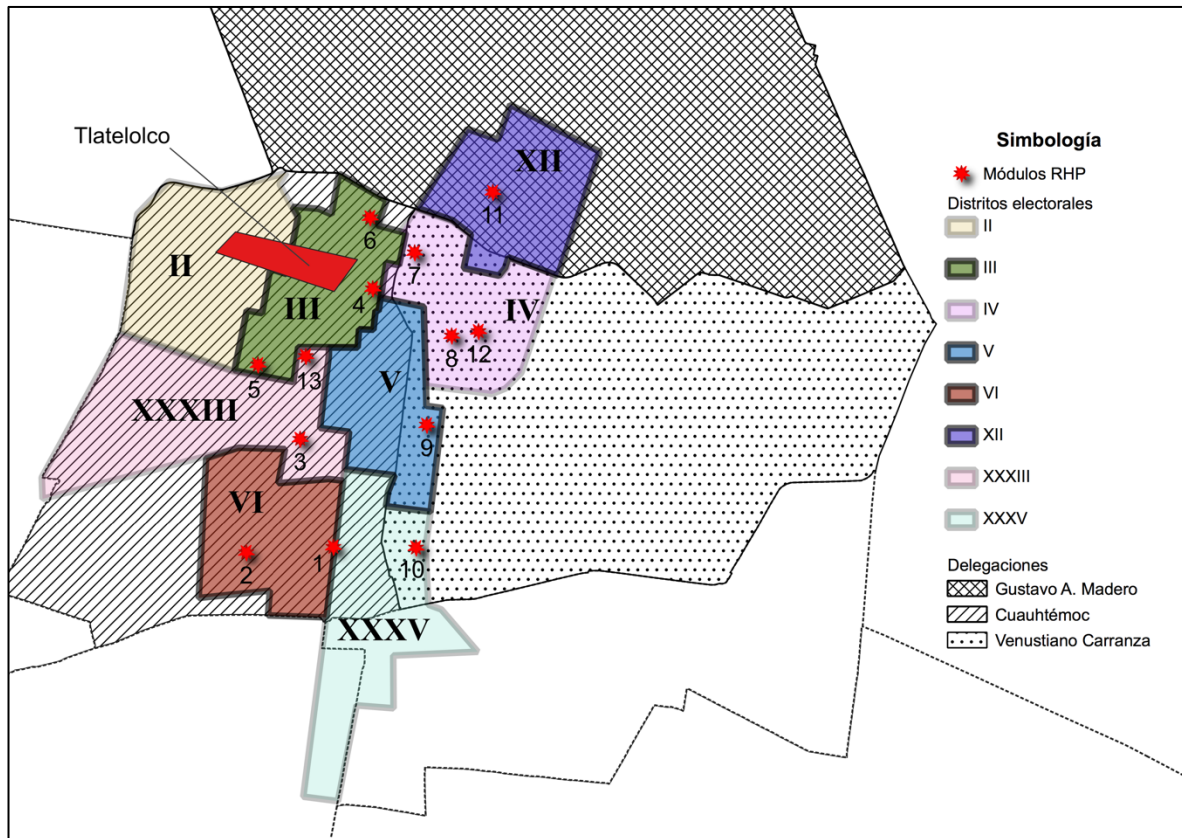 Tlatelolco
XII
11
6
7
II
4
III
IV
8
12
5
13
V
XXXIII
9
3
VI
2
1
10
XXXV
Simbología
Módulos RHP
Distritos electorales
II
III
IV
V
VI
XII
XXXIII
XXXV
Delegaciones
Gustavo A. Madero
Cuauhtémoc
Venustiano Carranza